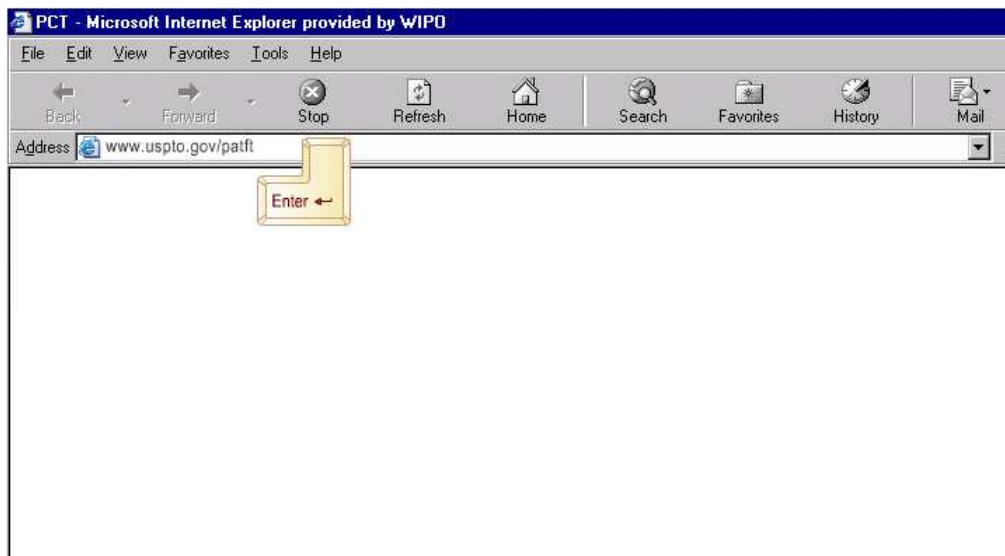 PCT - Microsoft Internet Explorer provided by WIPO
File Edit View Favorites Tools Help
Back Forward Stop Refresh Home Search Favorites History Mail
Address www.uspto.gov/patft
Enter